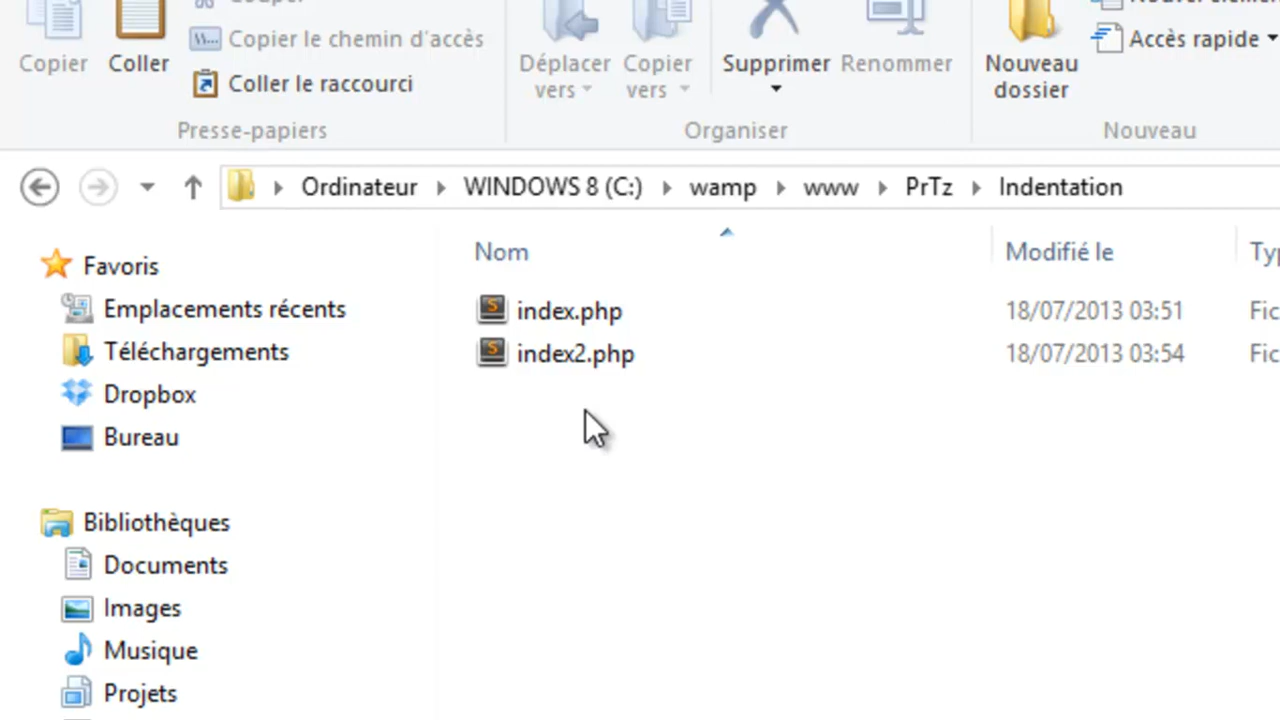 Couper
Copier
Coller
Copier le chemin d'accès
Coller le raccourci
Presse-papiers
Déplacer vers
Copier vers
Supprimer
Renommer
Organiser
Nouveau dossier
Accès rapide
Nouveau
Ordinateur
WINDOWS 8 (C:)
wamp
www
PrTz
Indentation
Nom
Modifié le
Favoris
Emplacements récents
Téléchargements
Dropbox
Bureau
Bibliothèques
Documents
Images
Musique
Projets
index.php
18/07/2013 03:51
Fic
index2.php
18/07/2013 03:54
Fic